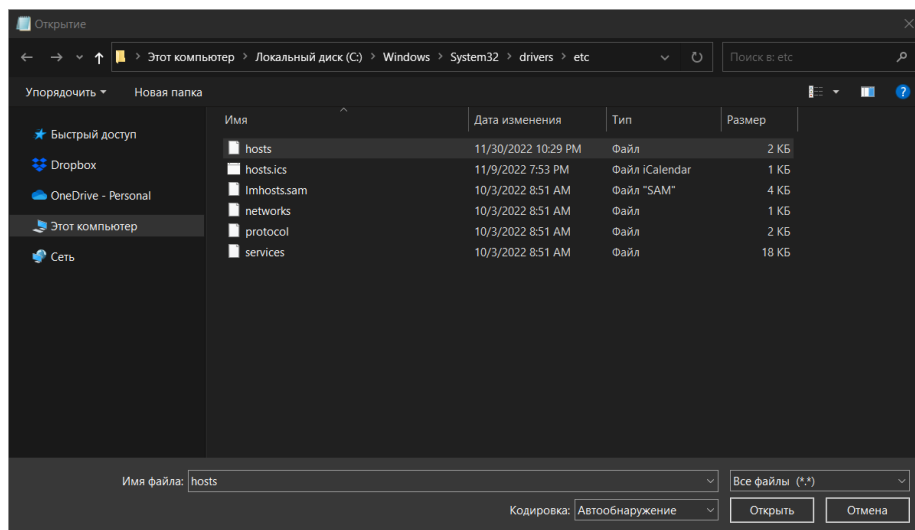 Открытие
Этот компьютер > Локальный диск (C:) > Windows > System32 > drivers > etc
Поиск в: etc
Упорядочить Новая папка
Имя Дата изменения Тип Размер
Быстрый доступ
Dropbox
OneDrive - Personal
Этот компьютер
Сеть
hosts 11/30/2022 10:29 PM Файл 2 КБ
hosts.ics 11/9/2022 7:53 PM Файл iCalendar 1 КБ
lmhosts.sam 10/3/2022 8:51 AM Файл "SAM" 4 КБ
networks 10/3/2022 8:51 AM Файл 1 КБ
protocol 10/3/2022 8:51 AM Файл 2 КБ
services 10/3/2022 8:51 AM Файл 18 КБ
Имя файла: hosts Все файлы (*.*)
Кодировка: Автообнаружение Открыть Отмена